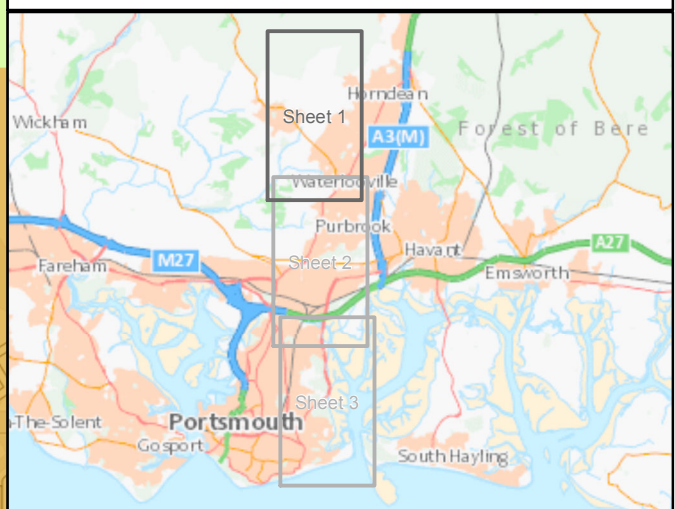 Horndean
Sheet 1
Wickham
A3(M)
Forest of Bere
Waterlooville
Purbrook
Havant
A27
Sheet 2
M27
Fareham
Emsworth
Sheet 3
n-The-Solent
Portsmouth
Gosport
South Hayling